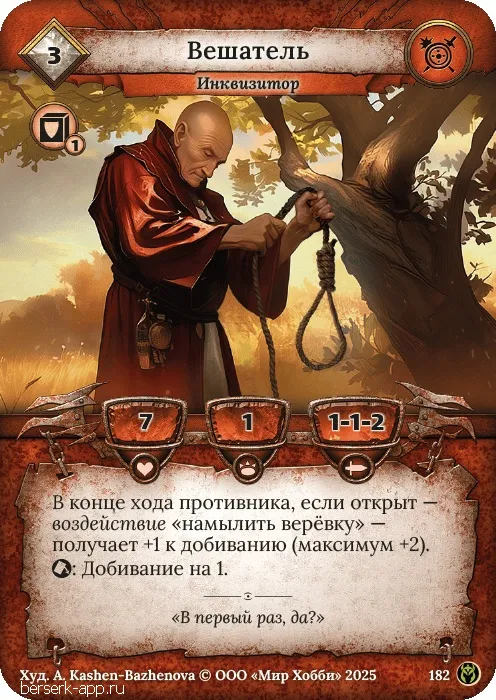 3
Вешатель
Инквизитор
1
7
1
1-1-2
В конце хода противника, если открыт —
воздействие «намылить верёвку» —
получает +1 к добиванию (максимум +2).
: Добивание на 1.
«В первый раз, да?»
Худ. A. Kashen-Bazhenova © ООО «Мир Хобби» 2025
182
berserk-app.ru